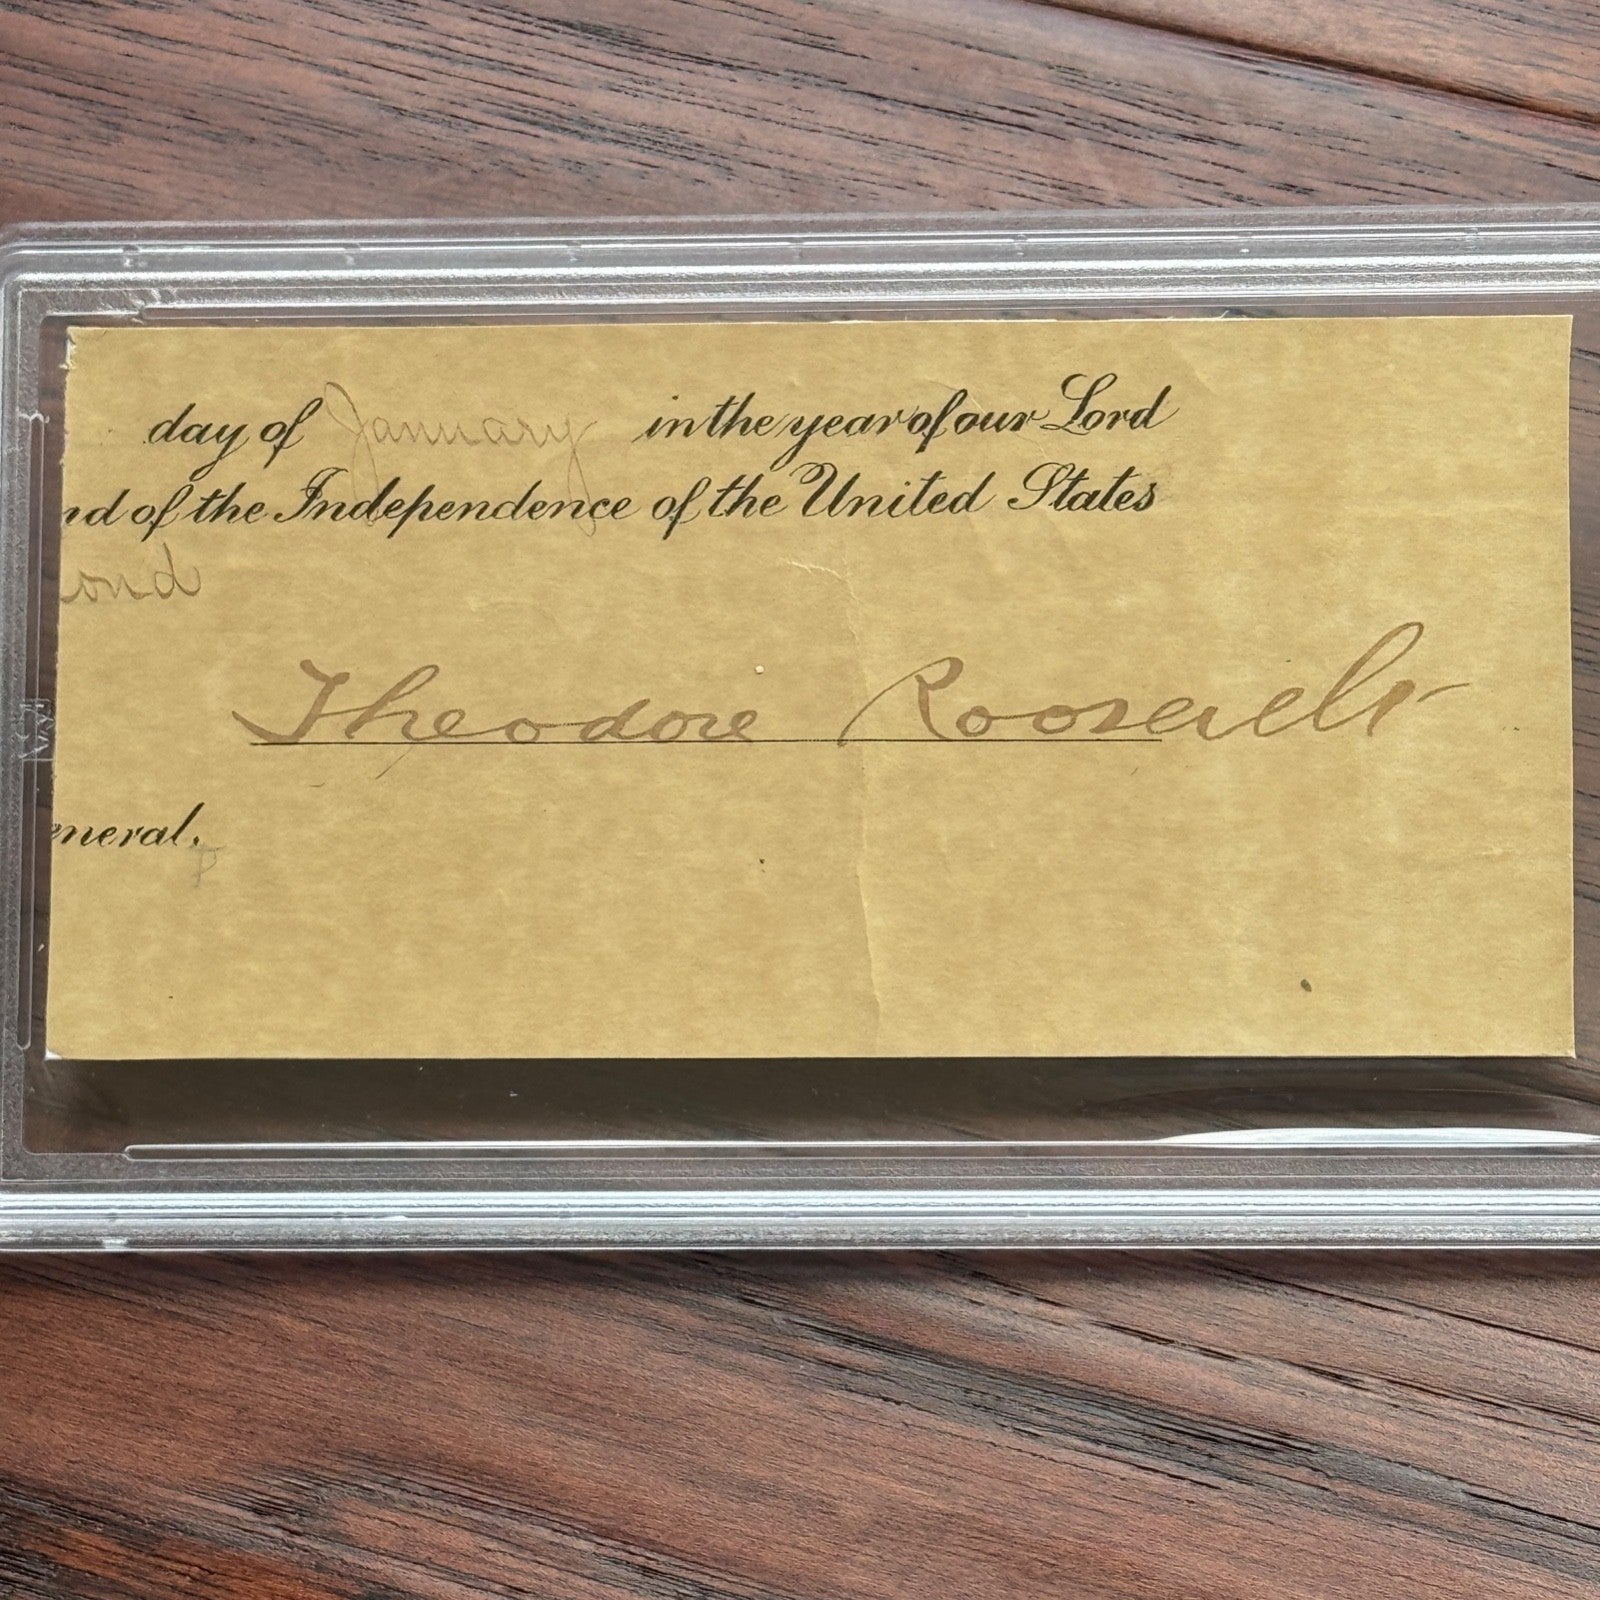 day of January in the year of our Lord
nd of the Independence of the United States
ond
Theodore Roosevelt
eneral.